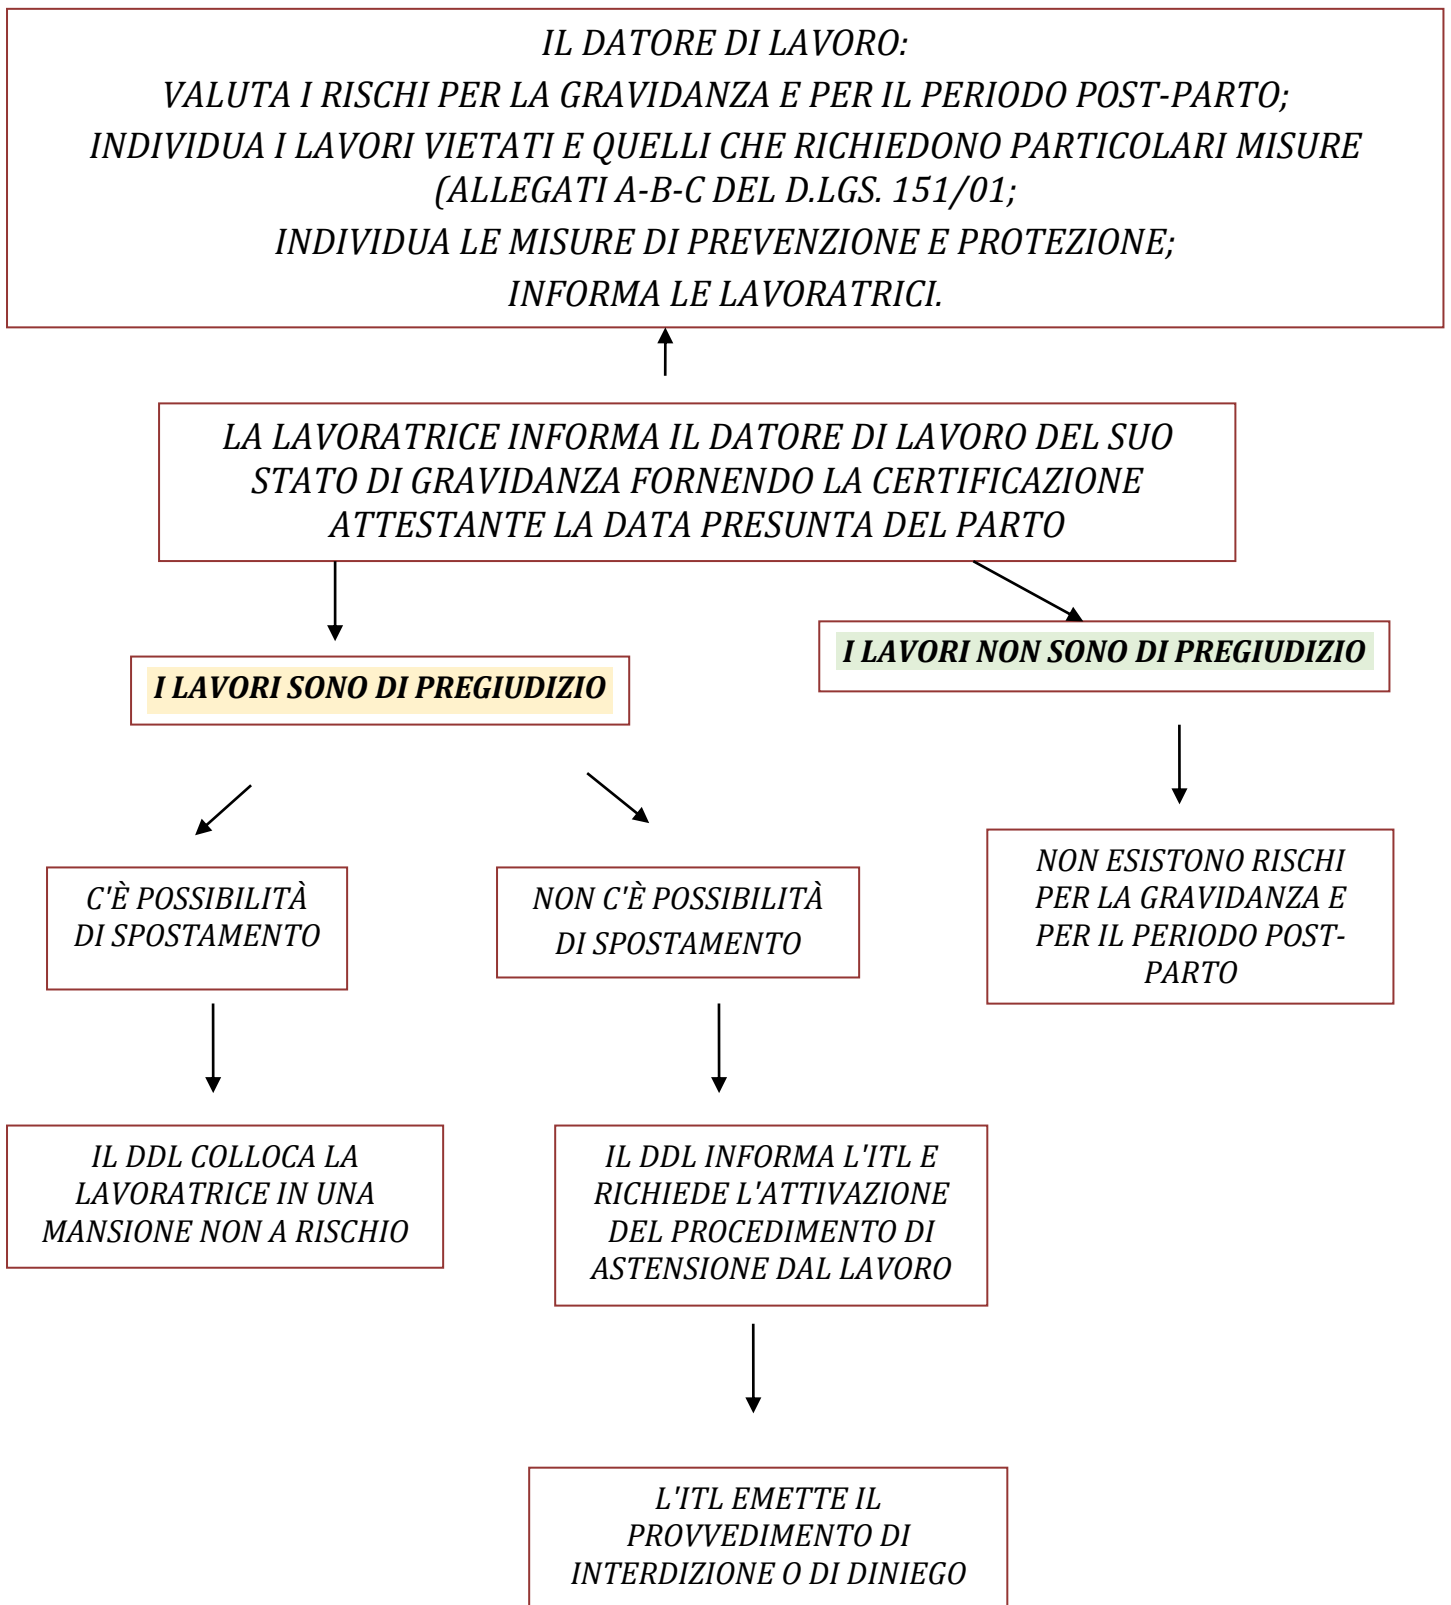 IL DATORE DI LAVORO:
VALUTA I RISCHI PER LA GRAVIDANZA E PER IL PERIODO POST-PARTO;
INDIVIDUA I LAVORI VIETATI E QUELLI CHE RICHIEDONO PARTICOLARI MISURE
(ALLEGATI A-B-C DEL D.LGS. 151/01;
INDIVIDUA LE MISURE DI PREVENZIONE E PROTEZIONE;
INFORMA LE LAVORATRICI.
LA LAVORATRICE INFORMA IL DATORE DI LAVORO DEL SUO
STATO DI GRAVIDANZA FORNENDO LA CERTIFICAZIONE
ATTESTANTE LA DATA PRESUNTA DEL PARTO
I LAVORI SONO DI PREGIUDIZIO
I LAVORI NON SONO DI PREGIUDIZIO
C'È POSSIBILITÀ
DI SPOSTAMENTO
NON C'È POSSIBILITÀ
DI SPOSTAMENTO
NON ESISTONO RISCHI
PER LA GRAVIDANZA E
PER IL PERIODO POST-
PARTO
IL DDL COLLOCA LA
LAVORATRICE IN UNA
MANSIONE NON A RISCHIO
IL DDL INFORMA L'ITL E
RICHIEDE L'ATTIVAZIONE
DEL PROCEDIMENTO DI
ASTENSIONE DAL LAVORO
L'ITL EMETTE IL
PROVVEDIMENTO DI
INTERDIZIONE O DI DINIEGO